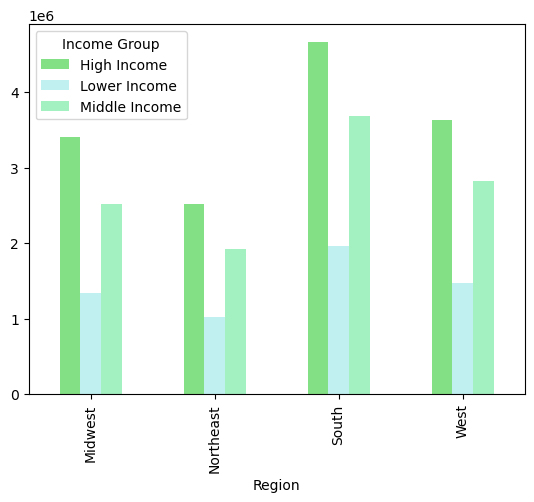 1e6
Income Group
High Income
Lower Income
Middle Income
4
3
2
1
0
Midwest
Northeast
South
West
Region